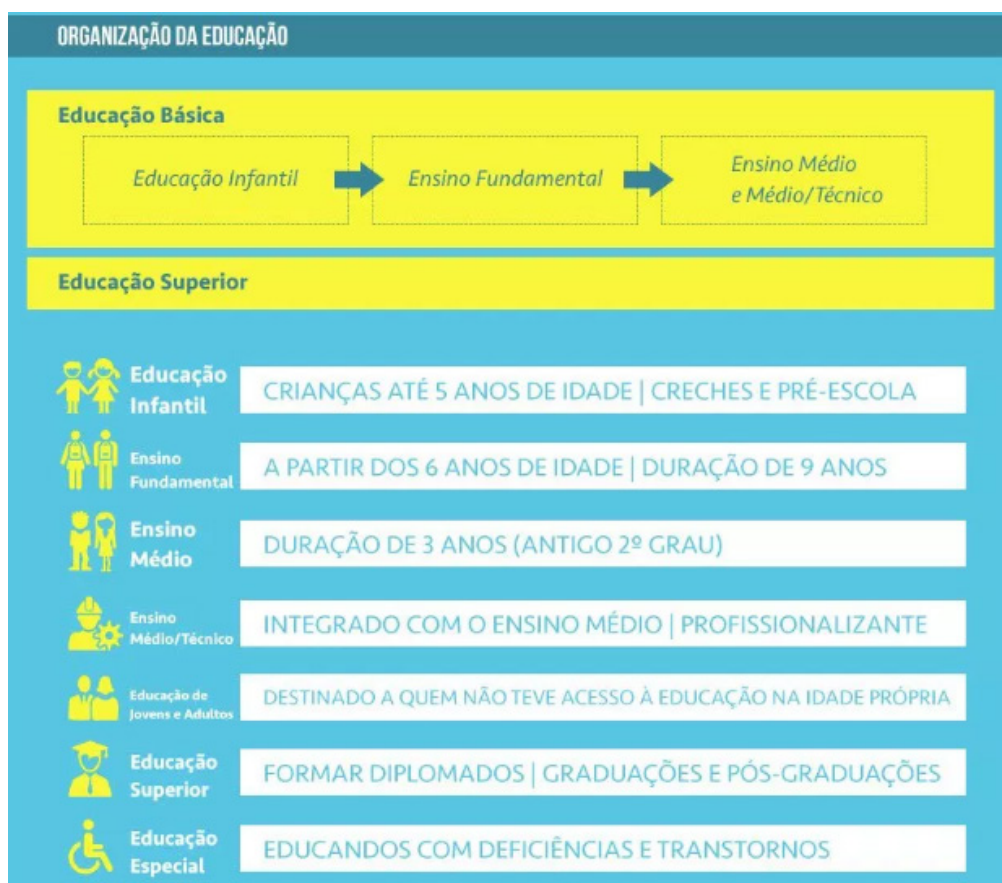 ORGANIZAÇÃO DA EDUCAÇÃO
Educação Básica
Educação Infantil
Ensino Fundamental
Ensino Médio
e Médio/Técnico
Educação Superior
Educação
Infantil
CRIANÇAS ATÉ 5 ANOS DE IDADE | CRECHES E PRÉ-ESCOLA
Ensino
Fundamental
A PARTIR DOS 6 ANOS DE IDADE | DURAÇÃO DE 9 ANOS
Ensino
Médio
DURAÇÃO DE 3 ANOS (ANTIGO 2º GRAU)
Ensino
Médio/Técnico
INTEGRADO COM O ENSINO MÉDIO | PROFISSIONALIZANTE
Educação de
Jovens e Adultos
DESTINADO A QUEM NÃO TEVE ACESSO À EDUCAÇÃO NA IDADE PRÓPRIA
Educação
Superior
FORMAR DIPLOMADOS | GRADUAÇÕES E PÓS-GRADUAÇÕES
Educação
Especial
EDUCANDOS COM DEFICIÊNCIAS E TRANSTORNOS